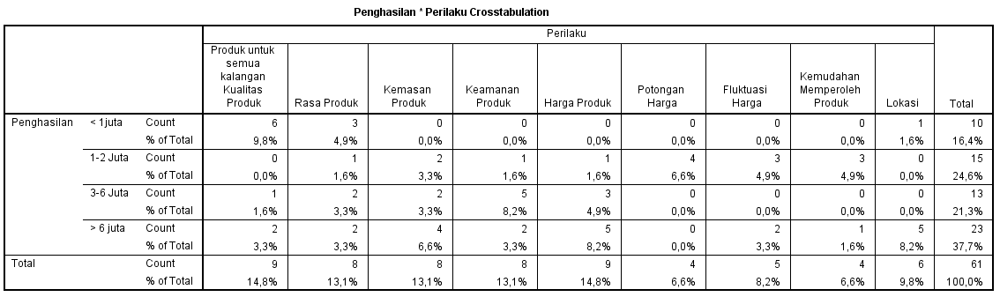 Penghasilan * Perilaku Crosstabulation
Perilaku
Produk untuk semua kalangan Kualitas Produk Rasa Produk Kemasan Produk Keamanan Produk Harga Produk Potongan Harga Fluktuasi Harga Kemudahan Memperoleh Produk Lokasi Total
Penghasilan < 1juta Count 6 3 0 0 0 0 0 0 1 10
% of Total 9,8% 4,9% 0,0% 0,0% 0,0% 0,0% 0,0% 0,0% 1,6% 16,4%
1-2 Juta Count 0 1 2 1 1 4 3 3 0 15
% of Total 0,0% 1,6% 3,3% 1,6% 1,6% 6,6% 4,9% 4,9% 0,0% 24,6%
3-6 Juta Count 1 2 2 5 3 0 0 0 0 13
% of Total 1,6% 3,3% 3,3% 8,2% 4,9% 0,0% 0,0% 0,0% 0,0% 21,3%
> 6 juta Count 2 2 4 2 5 0 2 1 5 23
% of Total 3,3% 3,3% 6,6% 3,3% 8,2% 0,0% 3,3% 1,6% 8,2% 37,7%
Total Count 9 8 8 8 9 4 5 4 6 61
% of Total 14,8% 13,1% 13,1% 13,1% 14,8% 6,6% 8,2% 6,6% 9,8% 100,0%